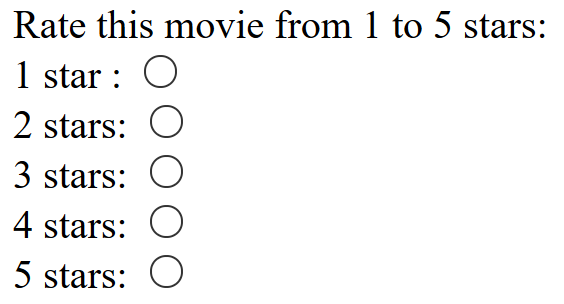 Rate this movie from 1 to 5 stars:
1 star :
2 stars:
3 stars:
4 stars:
5 stars: